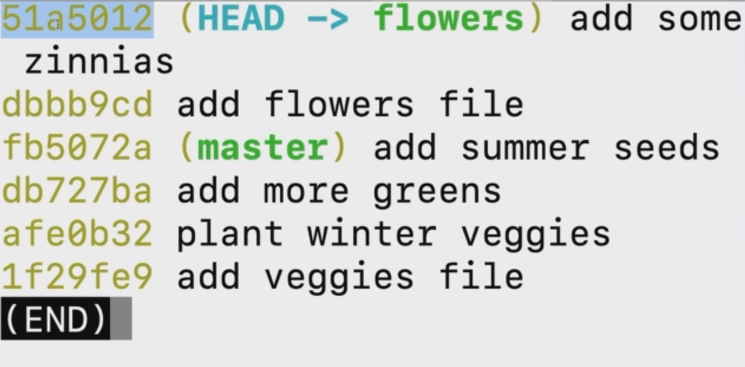 51a5012 (HEAD -> flowers) add some
zinnias
dbbb9cd add flowers file
fb5072a (master) add summer seeds
db727ba add more greens
afe0b32 plant winter veggies
1f29fe9 add veggies file
(END)